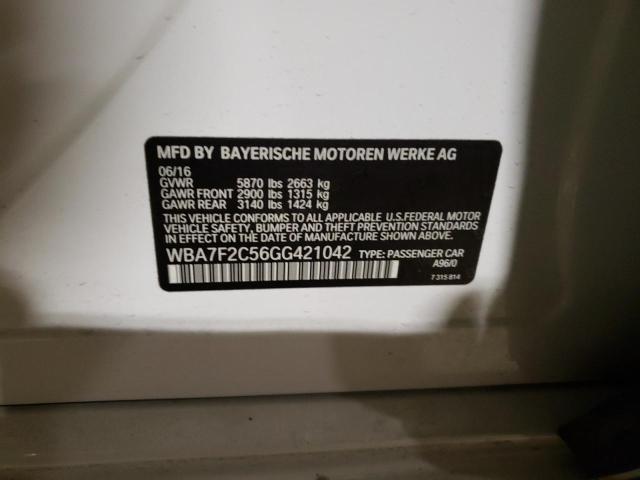 MFD BY BAYERISCHE MOTOREN WERKE AG
06/16
GVWR 5870 lbs 2663 kg
GAWR FRONT 2900 lbs 1315 kg
GAWR REAR 3140 lbs 1424 kg
THIS VEHICLE CONFORMS TO ALL APPLICABLE U.S.FEDERAL MOTOR
VEHICLE SAFETY, BUMPER AND THEFT PREVENTION STANDARDS
IN EFFECT ON THE DATE OF MANUFACTURE SHOWN ABOVE.
WBA7F2C56GG421042 TYPE: PASSENGER CAR
A96/0
7 315 814